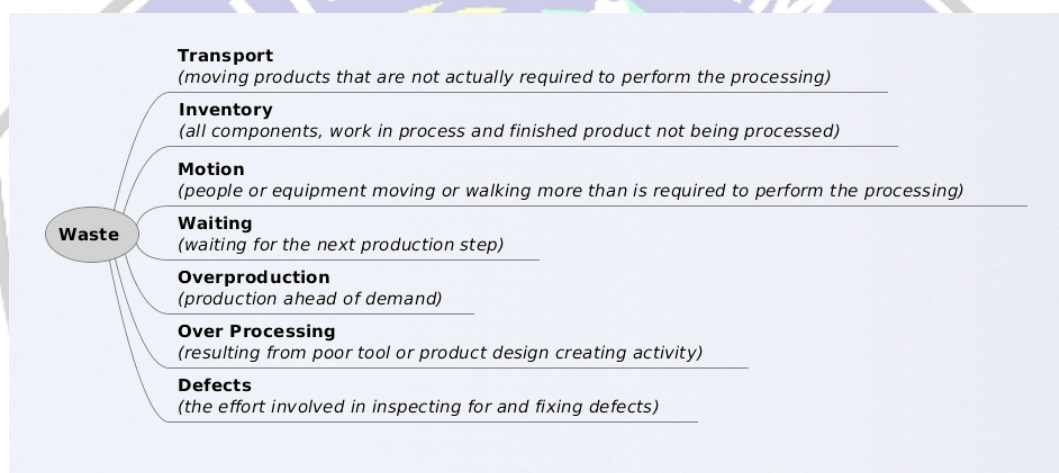 Transport
(moving products that are not actually required to perform the processing)
Inventory
(all components, work in process and finished product not being processed)
Motion
(people or equipment moving or walking more than is required to perform the processing)
Waste
Waiting
(waiting for the next production step)
Overproduction
(production ahead of demand)
Over Processing
(resulting from poor tool or product design creating activity)
Defects
(the effort involved in inspecting for and fixing defects)